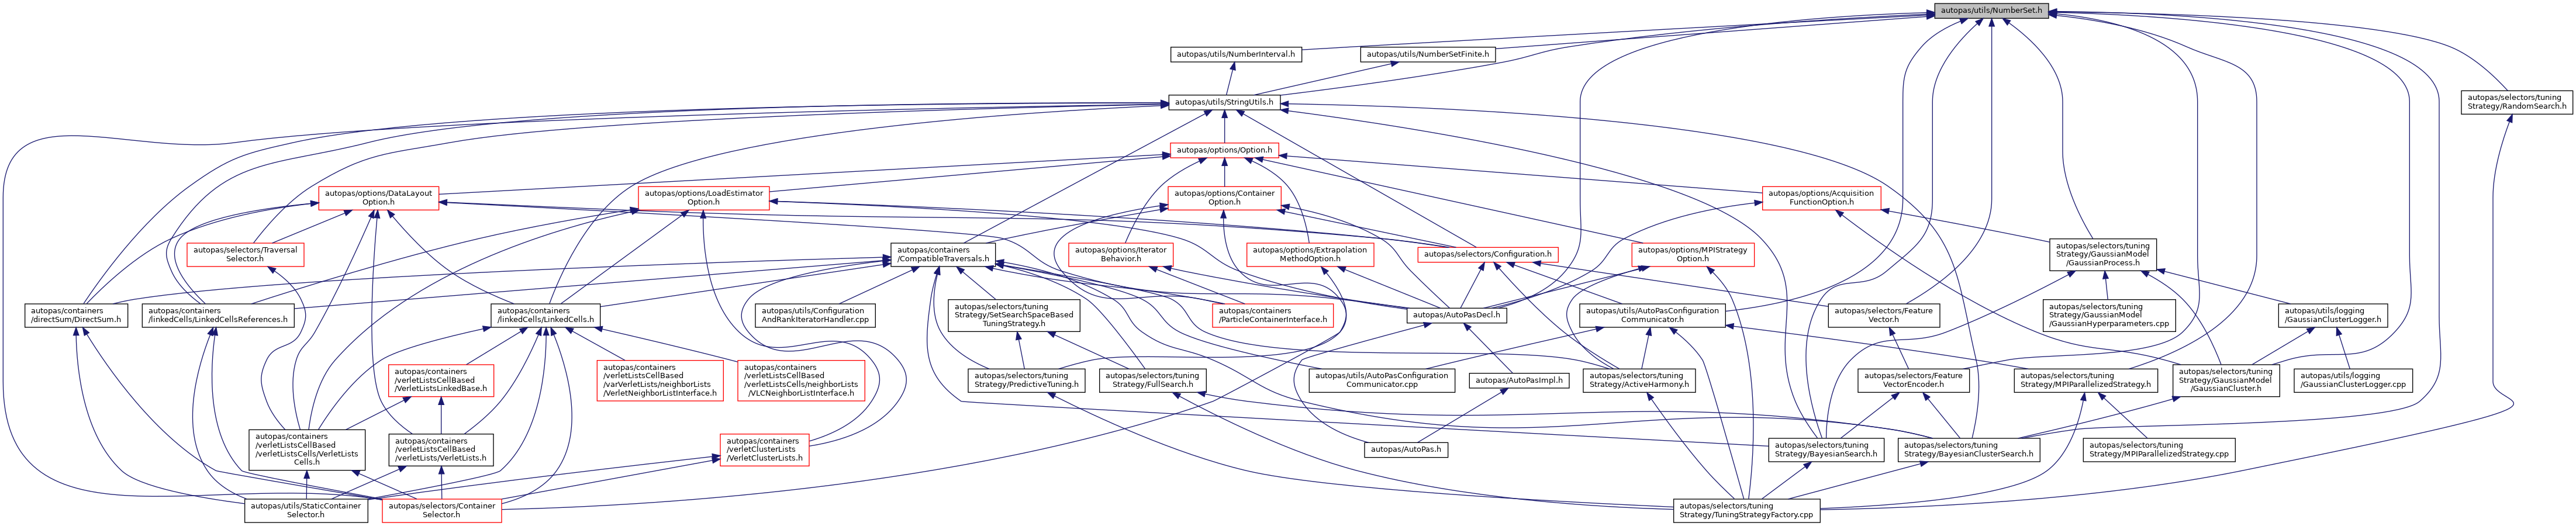 autopas/utils/NumberSet.h
autopas/utils/NumberInterval.h
autopas/utils/NumberSetFinite.h
autopas/utils/StringUtils.h
autopas/selectors/tuning
Strategy/RandomSearch.h
autopas/options/Option.h
autopas/options/DataLayout
Option.h
autopas/options/LoadEstimator
Option.h
autopas/options/Container
Option.h
autopas/options/Acquisition
FunctionOption.h
autopas/selectors/Traversal
Selector.h
autopas/containers
/CompatibleTraversals.h
autopas/options/Iterator
Behavior.h
autopas/options/Extrapolation
MethodOption.h
autopas/selectors/Configuration.h
autopas/options/MPIStrategy
Option.h
autopas/selectors/tuning
Strategy/GaussianModel
/GaussianProcess.h
autopas/containers
/directSum/DirectSum.h
autopas/containers
/linkedCells/LinkedCellsReferences.h
autopas/containers
/linkedCells/LinkedCells.h
autopas/utils/Configuration
AndRankIteratorHandler.cpp
autopas/selectors/tuning
Strategy/SetSearchSpaceBased
TuningStrategy.h
autopas/containers
/ParticleContainerInterface.h
autopas/AutoPasDecl.h
autopas/utils/AutoPasConfiguration
Communicator.h
autopas/selectors/Feature
Vector.h
autopas/selectors/tuning
Strategy/GaussianModel
/GaussianHyperparameters.cpp
autopas/utils/logging
/GaussianClusterLogger.h
autopas/containers
/verletListsCellBased
/VerletListsLinkedBase.h
autopas/containers
/verletListsCellBased
/varVerletLists/neighborLists
/VerletNeighborListInterface.h
autopas/containers
/verletListsCellBased
/verletListsCells/neighborLists
/VLCNeighborListInterface.h
autopas/selectors/tuning
Strategy/PredictiveTuning.h
autopas/selectors/tuning
Strategy/FullSearch.h
autopas/utils/AutoPasConfiguration
Communicator.cpp
autopas/AutoPasImpl.h
autopas/selectors/tuning
Strategy/ActiveHarmony.h
autopas/selectors/Feature
VectorEncoder.h
autopas/selectors/tuning
Strategy/MPIParallelizedStrategy.h
autopas/selectors/tuning
Strategy/GaussianModel
/GaussianCluster.h
autopas/utils/logging
/GaussianClusterLogger.cpp
autopas/containers
/verletListsCellBased
/verletListsCells/VerletLists
Cells.h
autopas/containers
/verletListsCellBased
/verletLists/VerletLists.h
autopas/containers
/verletClusterLists
/VerletClusterLists.h
autopas/AutoPas.h
autopas/selectors/tuning
Strategy/BayesianSearch.h
autopas/selectors/tuning
Strategy/BayesianClusterSearch.h
autopas/selectors/tuning
Strategy/MPIParallelizedStrategy.cpp
autopas/utils/StaticContainer
Selector.h
autopas/selectors/Container
Selector.h
autopas/selectors/tuning
Strategy/TuningStrategyFactory.cpp